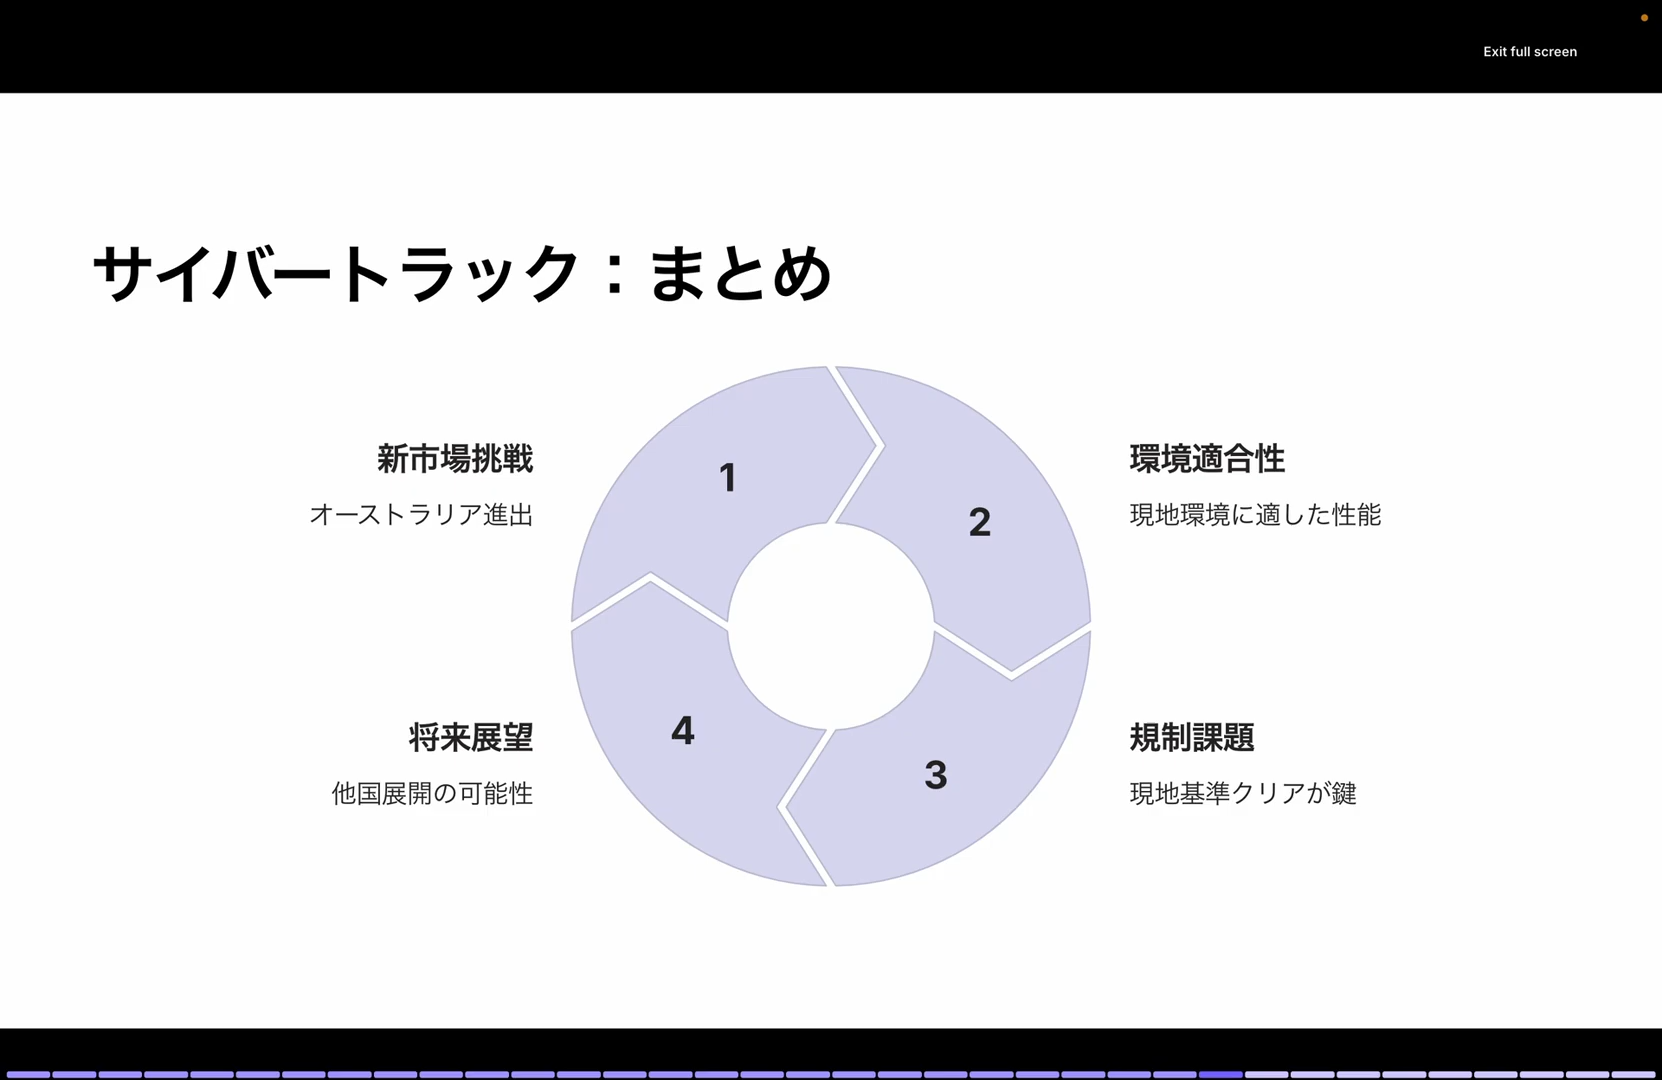 Exit full screen
サイバートラック：まとめ
新市場挑戦
オーストラリア進出
1
2
環境適合性
現地環境に適した性能
将来展望
他国展開の可能性
4
3
規制課題
現地基準クリアが鍵